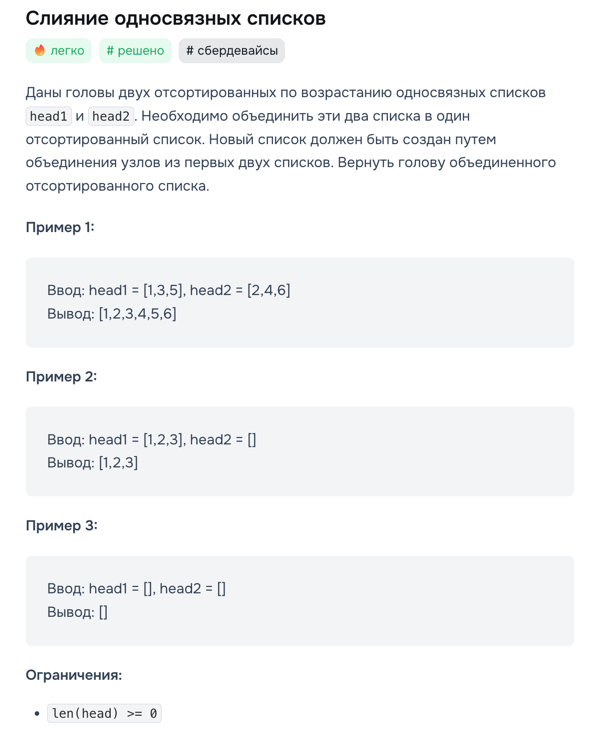 Слияние односвязных списков
🔥 легко # решено # сбердевайсы
Даны головы двух отсортированных по возрастанию односвязных списков
head1 и head2. Необходимо объединить эти два списка в один
отсортированный список. Новый список должен быть создан путем
объединения узлов из первых двух списков. Вернуть голову объединенного
отсортированного списка.
Пример 1:
Ввод: head1 = [1,3,5], head2 = [2,4,6]
Вывод: [1,2,3,4,5,6]
Пример 2:
Ввод: head1 = [1,2,3], head2 = []
Вывод: [1,2,3]
Пример 3:
Ввод: head1 = [], head2 = []
Вывод: []
Ограничения:
• len(head) >= 0